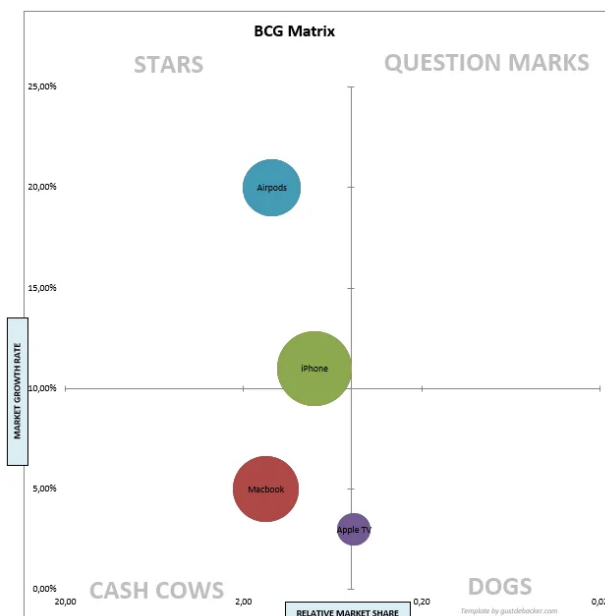 BCG Matrix
STARS
QUESTION MARKS
25,00%
Airpods
20,00%
15,00%
iPhone
MARKET GROWTH RATE
10,00%
Macbook
5,00%
Apple TV
0,00%
CASH COWS
DOGS
20,00
2,00
0,20
RELATIVE MARKET SHARE
Template by gustdebacker.com